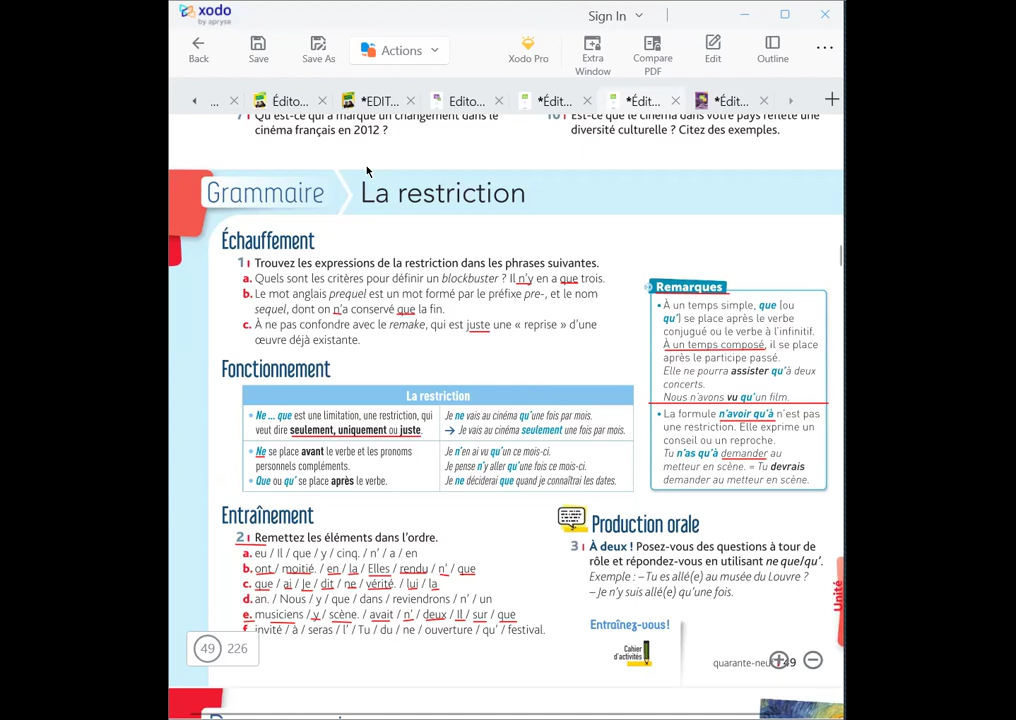 xodo
by apryse
Sign In
Back
Save
Save As
Actions
Xodo Pro
Extra Window
Compare PDF
Edit
Outline
...
...
Édito...
*EDIT...
Edito...
*Édit...
*Édit...
*Édit...
7 | Qu'est-ce qui a marqué un changement dans le
cinéma français en 2012 ?
10 | Est-ce que le cinéma dans votre pays reflète une
diversité culturelle ? Citez des exemples.
Grammaire
La restriction
Échauffement
1 | Trouvez les expressions de la restriction dans les phrases suivantes.
a. Quels sont les critères pour définir un blockbuster ? Il n'y en a que trois.
b. Le mot anglais prequel est un mot formé par le préfixe pre-, et le nom
sequel, dont on n'a conservé que la fin.
c. À ne pas confondre avec le remake, qui est juste une « reprise » d'une
œuvre déjà existante.
Fonctionnement
La restriction
• Ne ... que est une limitation, une restriction, qui
veut dire seulement, uniquement ou juste.
Je ne vais au cinéma qu'une fois par mois.
→ Je vais au cinéma seulement une fois par mois.
• Ne se place avant le verbe et les pronoms
personnels compléments.
• Que ou qu' se place après le verbe.
Je n'en ai vu qu'un ce mois-ci.
Je pense n'y aller qu'une fois ce mois-ci.
Je ne déciderai que quand je connaîtrai les dates.
Remarques
• À un temps simple, que [ou
qu'] se place après le verbe
conjugué ou le verbe à l'infinitif.
À un temps composé, il se place
après le participe passé.
Elle ne pourra assister qu'à deux
concerts.
Nous n'avons vu qu'un film.
• La formule n'avoir qu'à n'est pas
une restriction. Elle exprime un
conseil ou un reproche.
Tu n'as qu'à demander au
metteur en scène. = Tu devrais
demander au metteur en scène.
Entraînement
2 | Remettez les éléments dans l'ordre.
a. eu / Il / que / y / cinq. / n' / a / en
b. ont / moitié. / en / la / Elles / rendu / n' / que
c. que / ai / Je / dit / ne / vérité. / lui / la
d. an. / Nous / y / que / dans / reviendrons / n' / un
e. musiciens / y / scène. / avait / n' / deux / Il / sur / que
f. invité / à / seras / l' / Tu / du / ne / ouverture / qu' / festival.
Production orale
3 | À deux ! Posez-vous des questions à tour de
rôle et répondez-vous en utilisant ne que/qu'.
Exemple : – Tu es allé(e) au musée du Louvre ?
– Je n'y suis allé(e) qu'une fois.
Entraînez-vous !
Cahier
d'activités
Unité
49 226
49